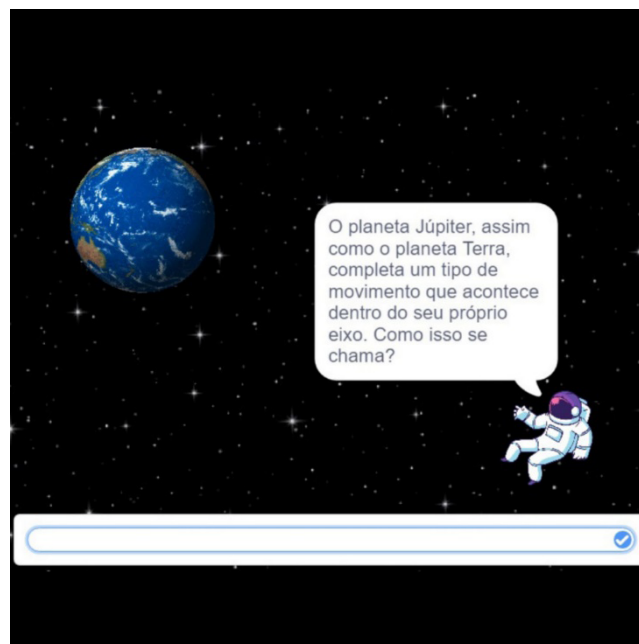 O planeta Júpiter, assim
como o planeta Terra,
completa um tipo de
movimento que acontece
dentro do seu próprio
eixo. Como isso se
chama?